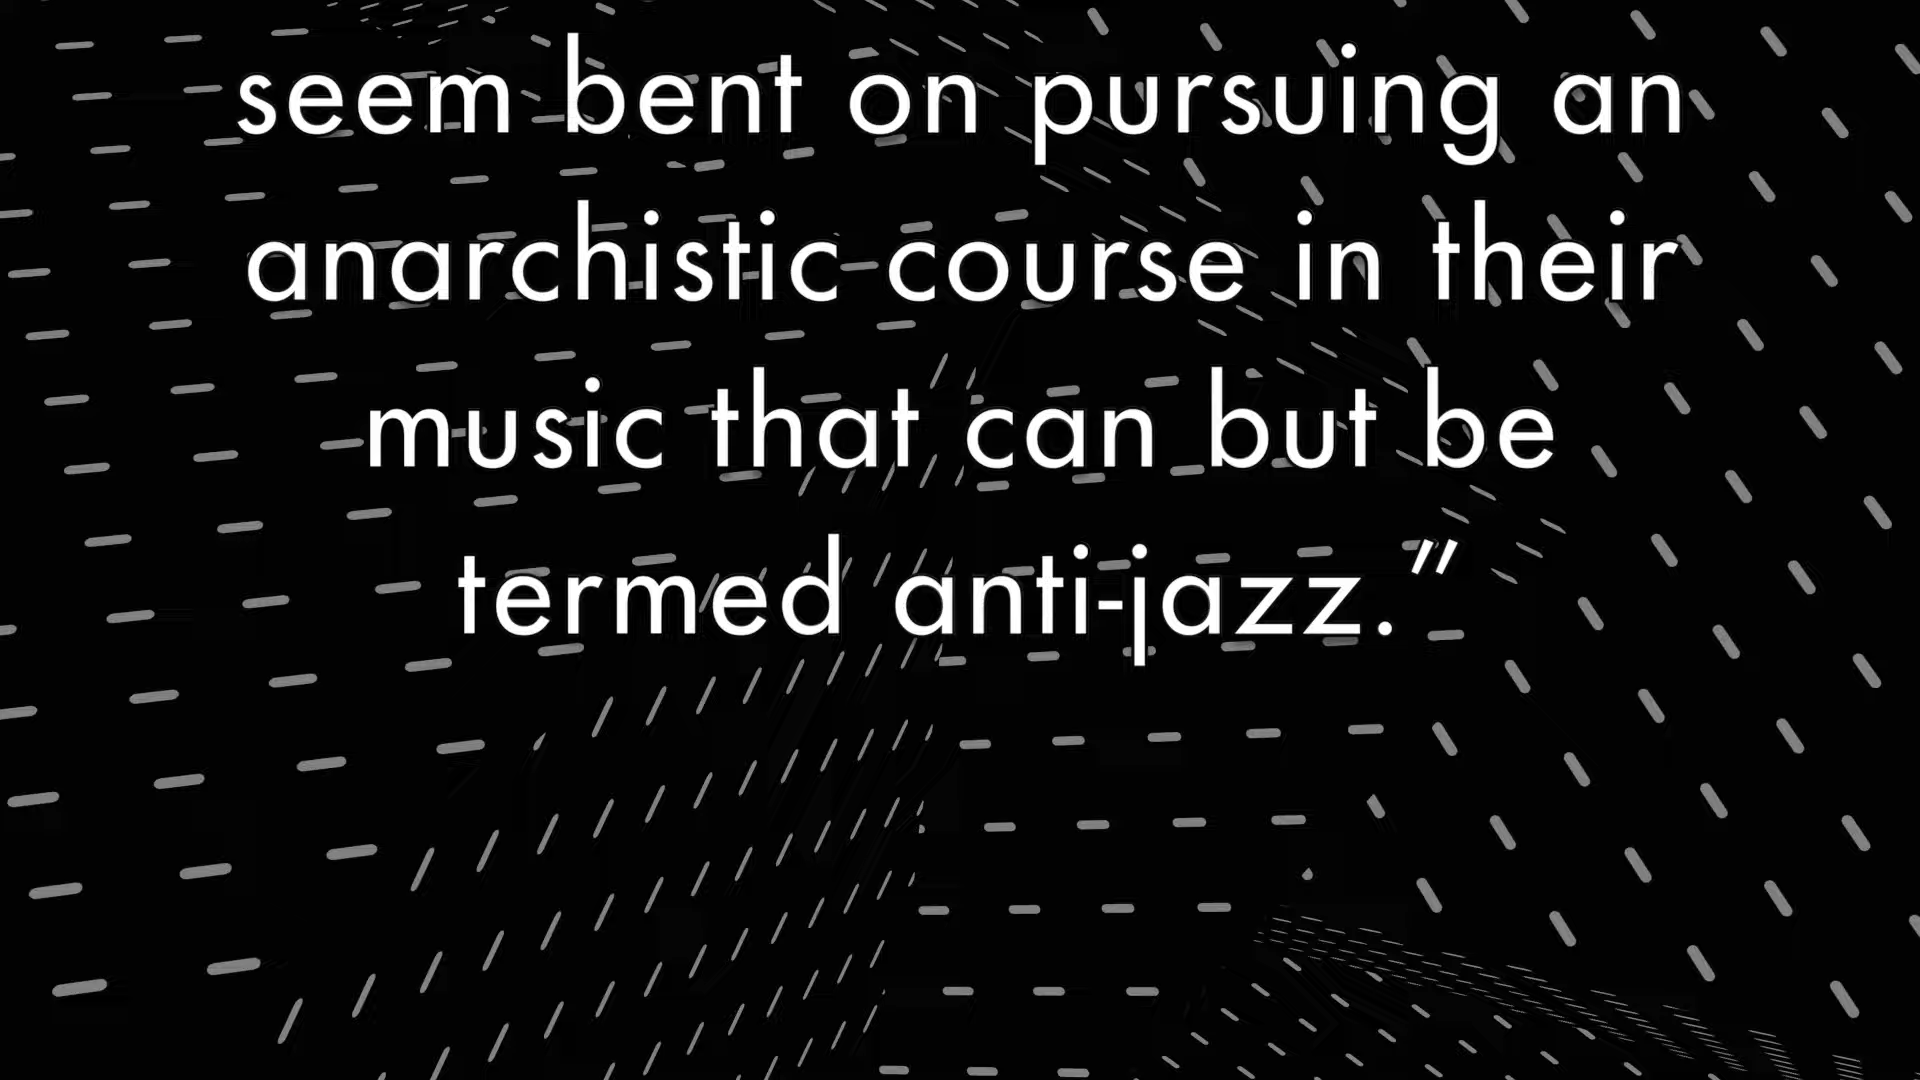 seem bent on pursuing an
anarchistic course in their
music that can but be
termed anti-jazz.”